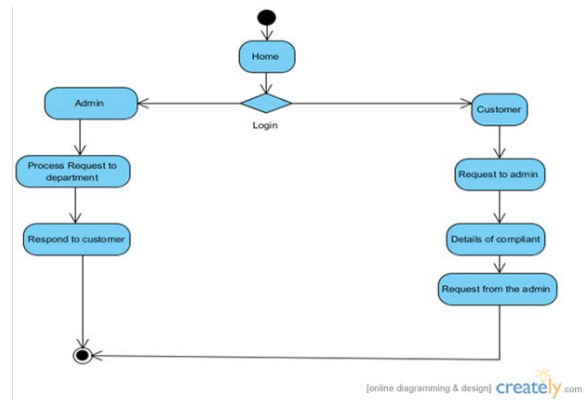 Home
Login
Admin
Process Request to
department
Respond to customer
Customer
Request to admin
Details of compliant
Request from the admin
[online diagramming & design] creately.com